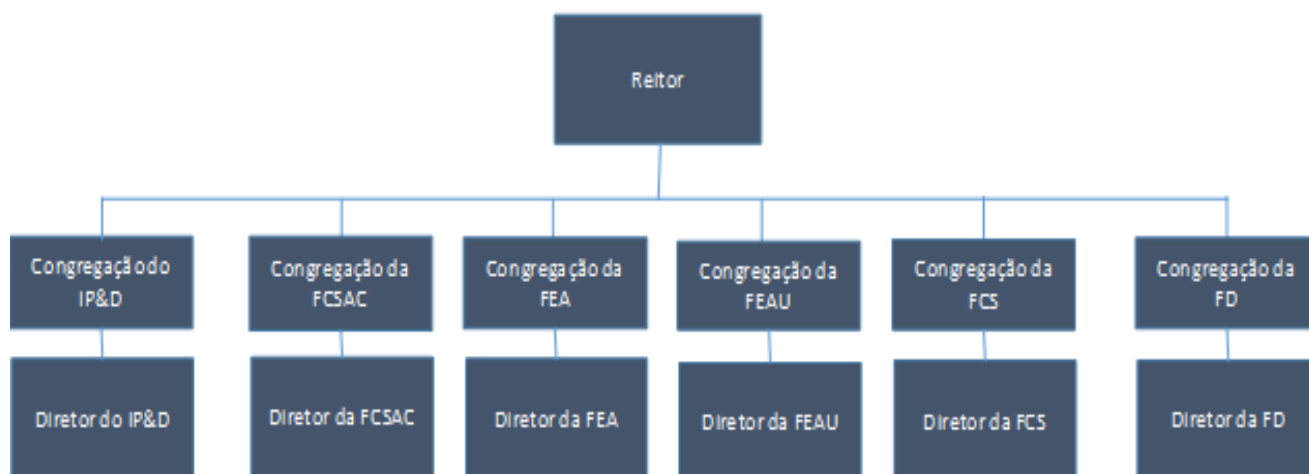 Reitor
Congregação do
IP&D
Congregação da
FCSAC
Congregação da
FEA
Congregação da
FEAU
Congregação da
FCS
Congregação da
FD
Diretor do IP&D
Diretor da FCSAC
Diretor da FEA
Diretor da FEAU
Diretor da FCS
Diretor da FD